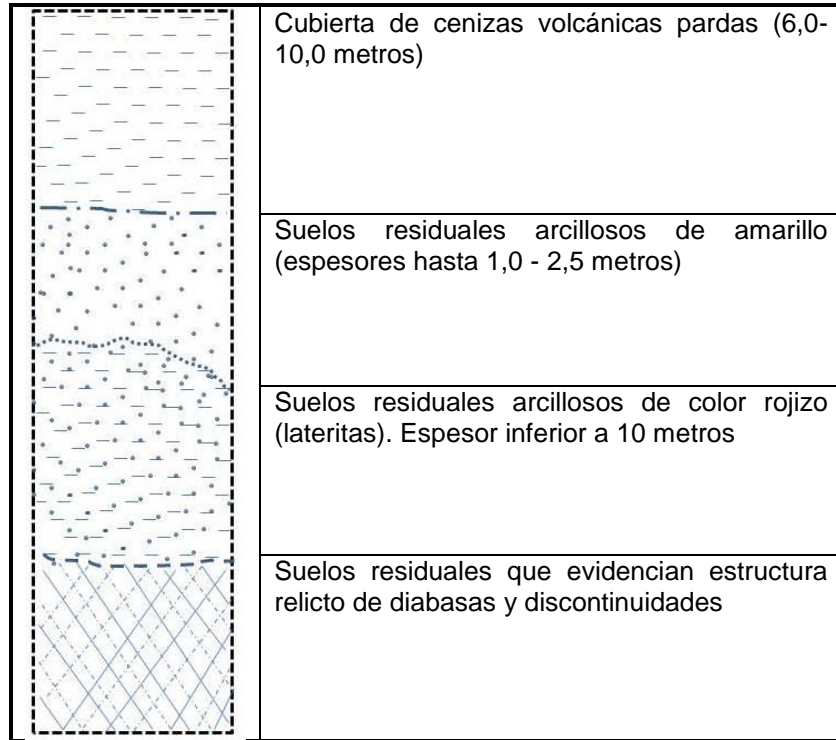 Cubierta de cenizas volcánicas pardas (6,0-
10,0 metros)
Suelos residuales arcillosos de amarillo
(espesores hasta 1,0 - 2,5 metros)
Suelos residuales arcillosos de color rojizo
(lateritas). Espesor inferior a 10 metros
Suelos residuales que evidencian estructura
relicto de diabasas y discontinuidades